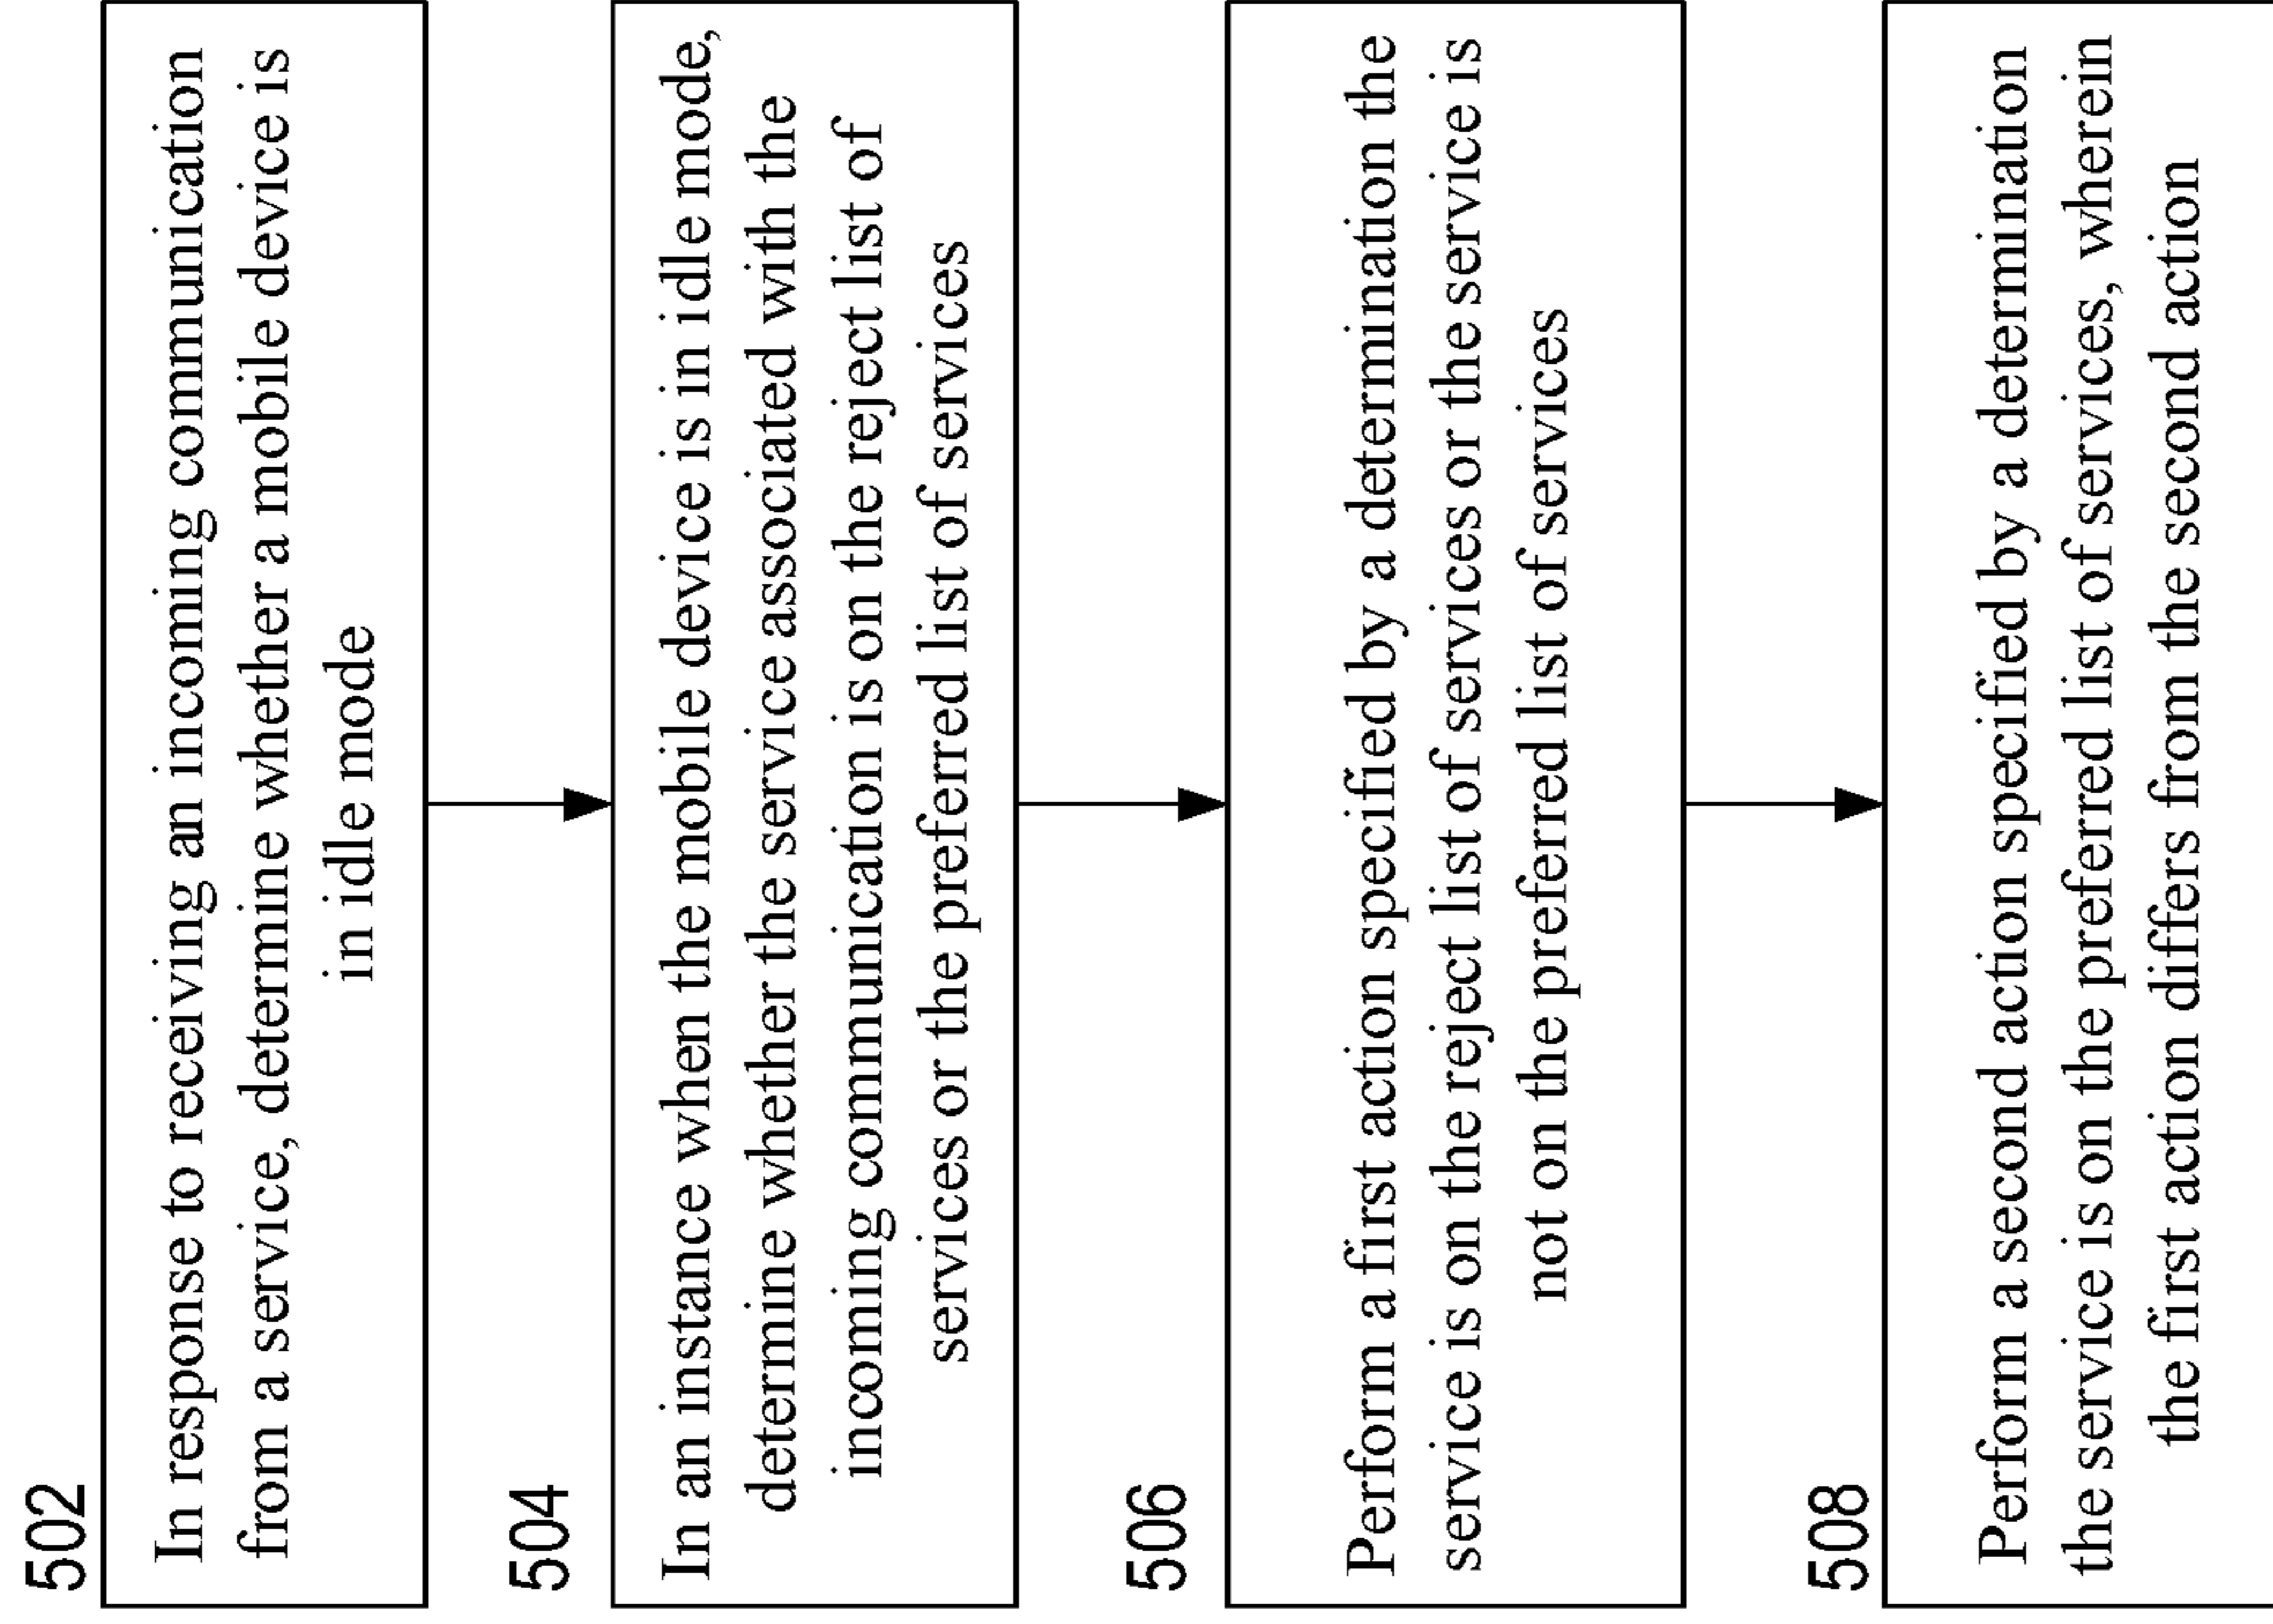 502
In response to receiving an incoming communication
from a service, determine whether a mobile device is
in idle mode
504
In an instance when the mobile device is in idle mode,
determine whether the service associated with the
incoming communication is on the reject list of
services or the preferred list of services
506
Perform a first action specified by a determination the
service is on the reject list of services or the service is
not on the preferred list of services
508
Perform a second action specified by a determination
the service is on the preferred list of services, wherein
the first action differs from the second action